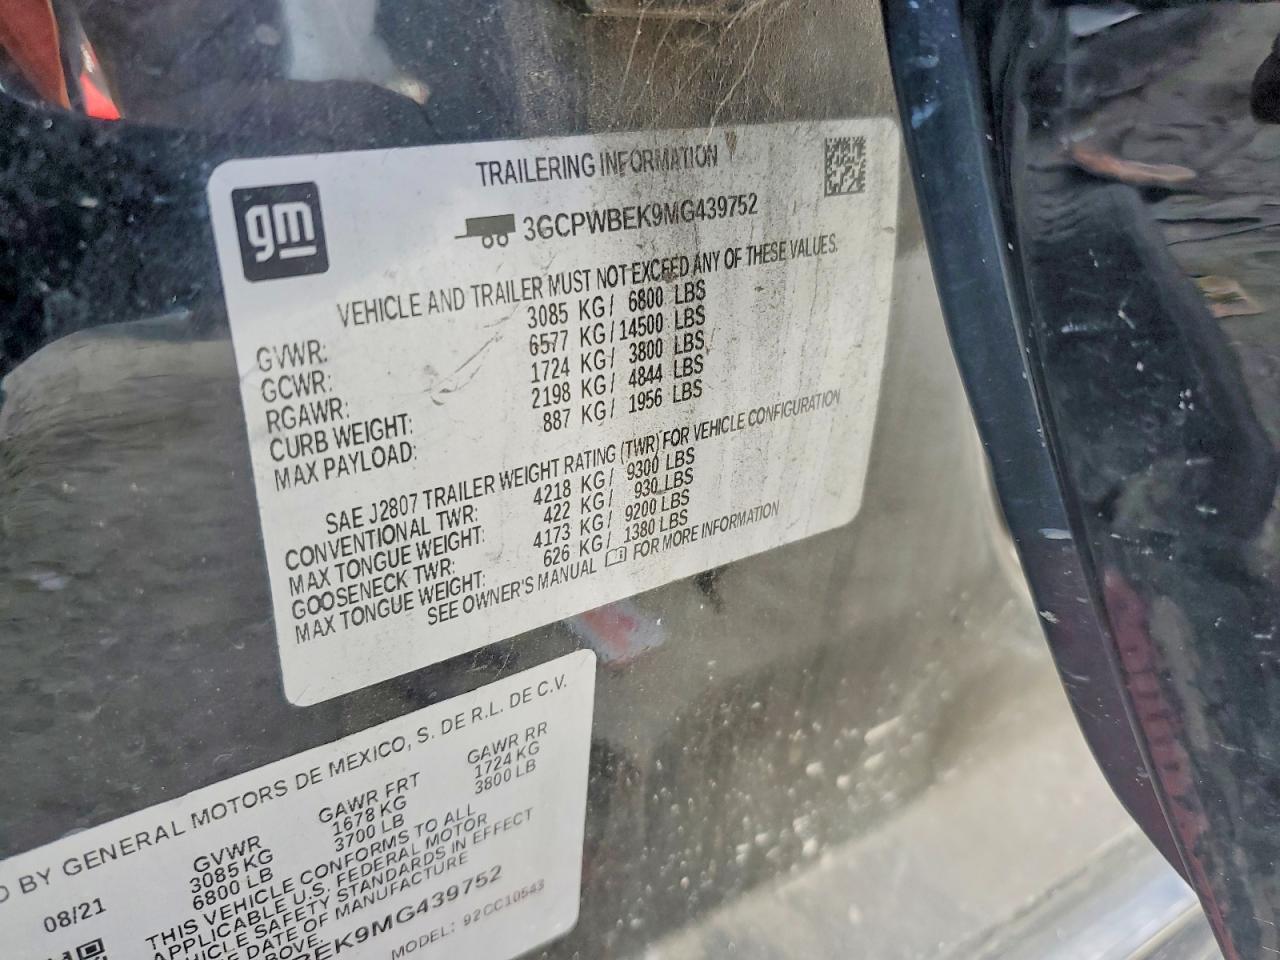 TRAILERING INFORMATION
gm
3GCPWBEK9MG439752
VEHICLE AND TRAILER MUST NOT EXCEED ANY OF THESE VALUES.
GVWR: 3085 KG/ 6800 LBS
GCWR: 6577 KG/14500 LBS
RGAWR: 1724 KG/ 3800 LBS
CURB WEIGHT: 2198 KG/ 4844 LBS
MAX PAYLOAD: 887 KG/ 1956 LBS
SAE J2807 TRAILER WEIGHT RATING (TWR) FOR VEHICLE CONFIGURATION
CONVENTIONAL TWR: 4218 KG/ 9300 LBS
MAX TONGUE WEIGHT: 422 KG/ 930 LBS
GOOSENECK TWR: 4173 KG/ 9200 LBS
MAX TONGUE WEIGHT: 626 KG/ 1380 LBS
SEE OWNER'S MANUAL FOR MORE INFORMATION
D BY GENERAL MOTORS DE MEXICO, S. DE R.L. DE C.V.
08/21 GVWR GAWR FRT GAWR RR
3085 KG 1678 KG 1724 KG
6800 LB 3700 LB 3800 LB
THIS VEHICLE CONFORMS TO ALL
APPLICABLE U.S. FEDERAL MOTOR
VEHICLE SAFETY STANDARDS IN EFFECT
DATE OF MANUFACTURE
ABOVE.
EK9MG439752
MODEL: 92CC10543